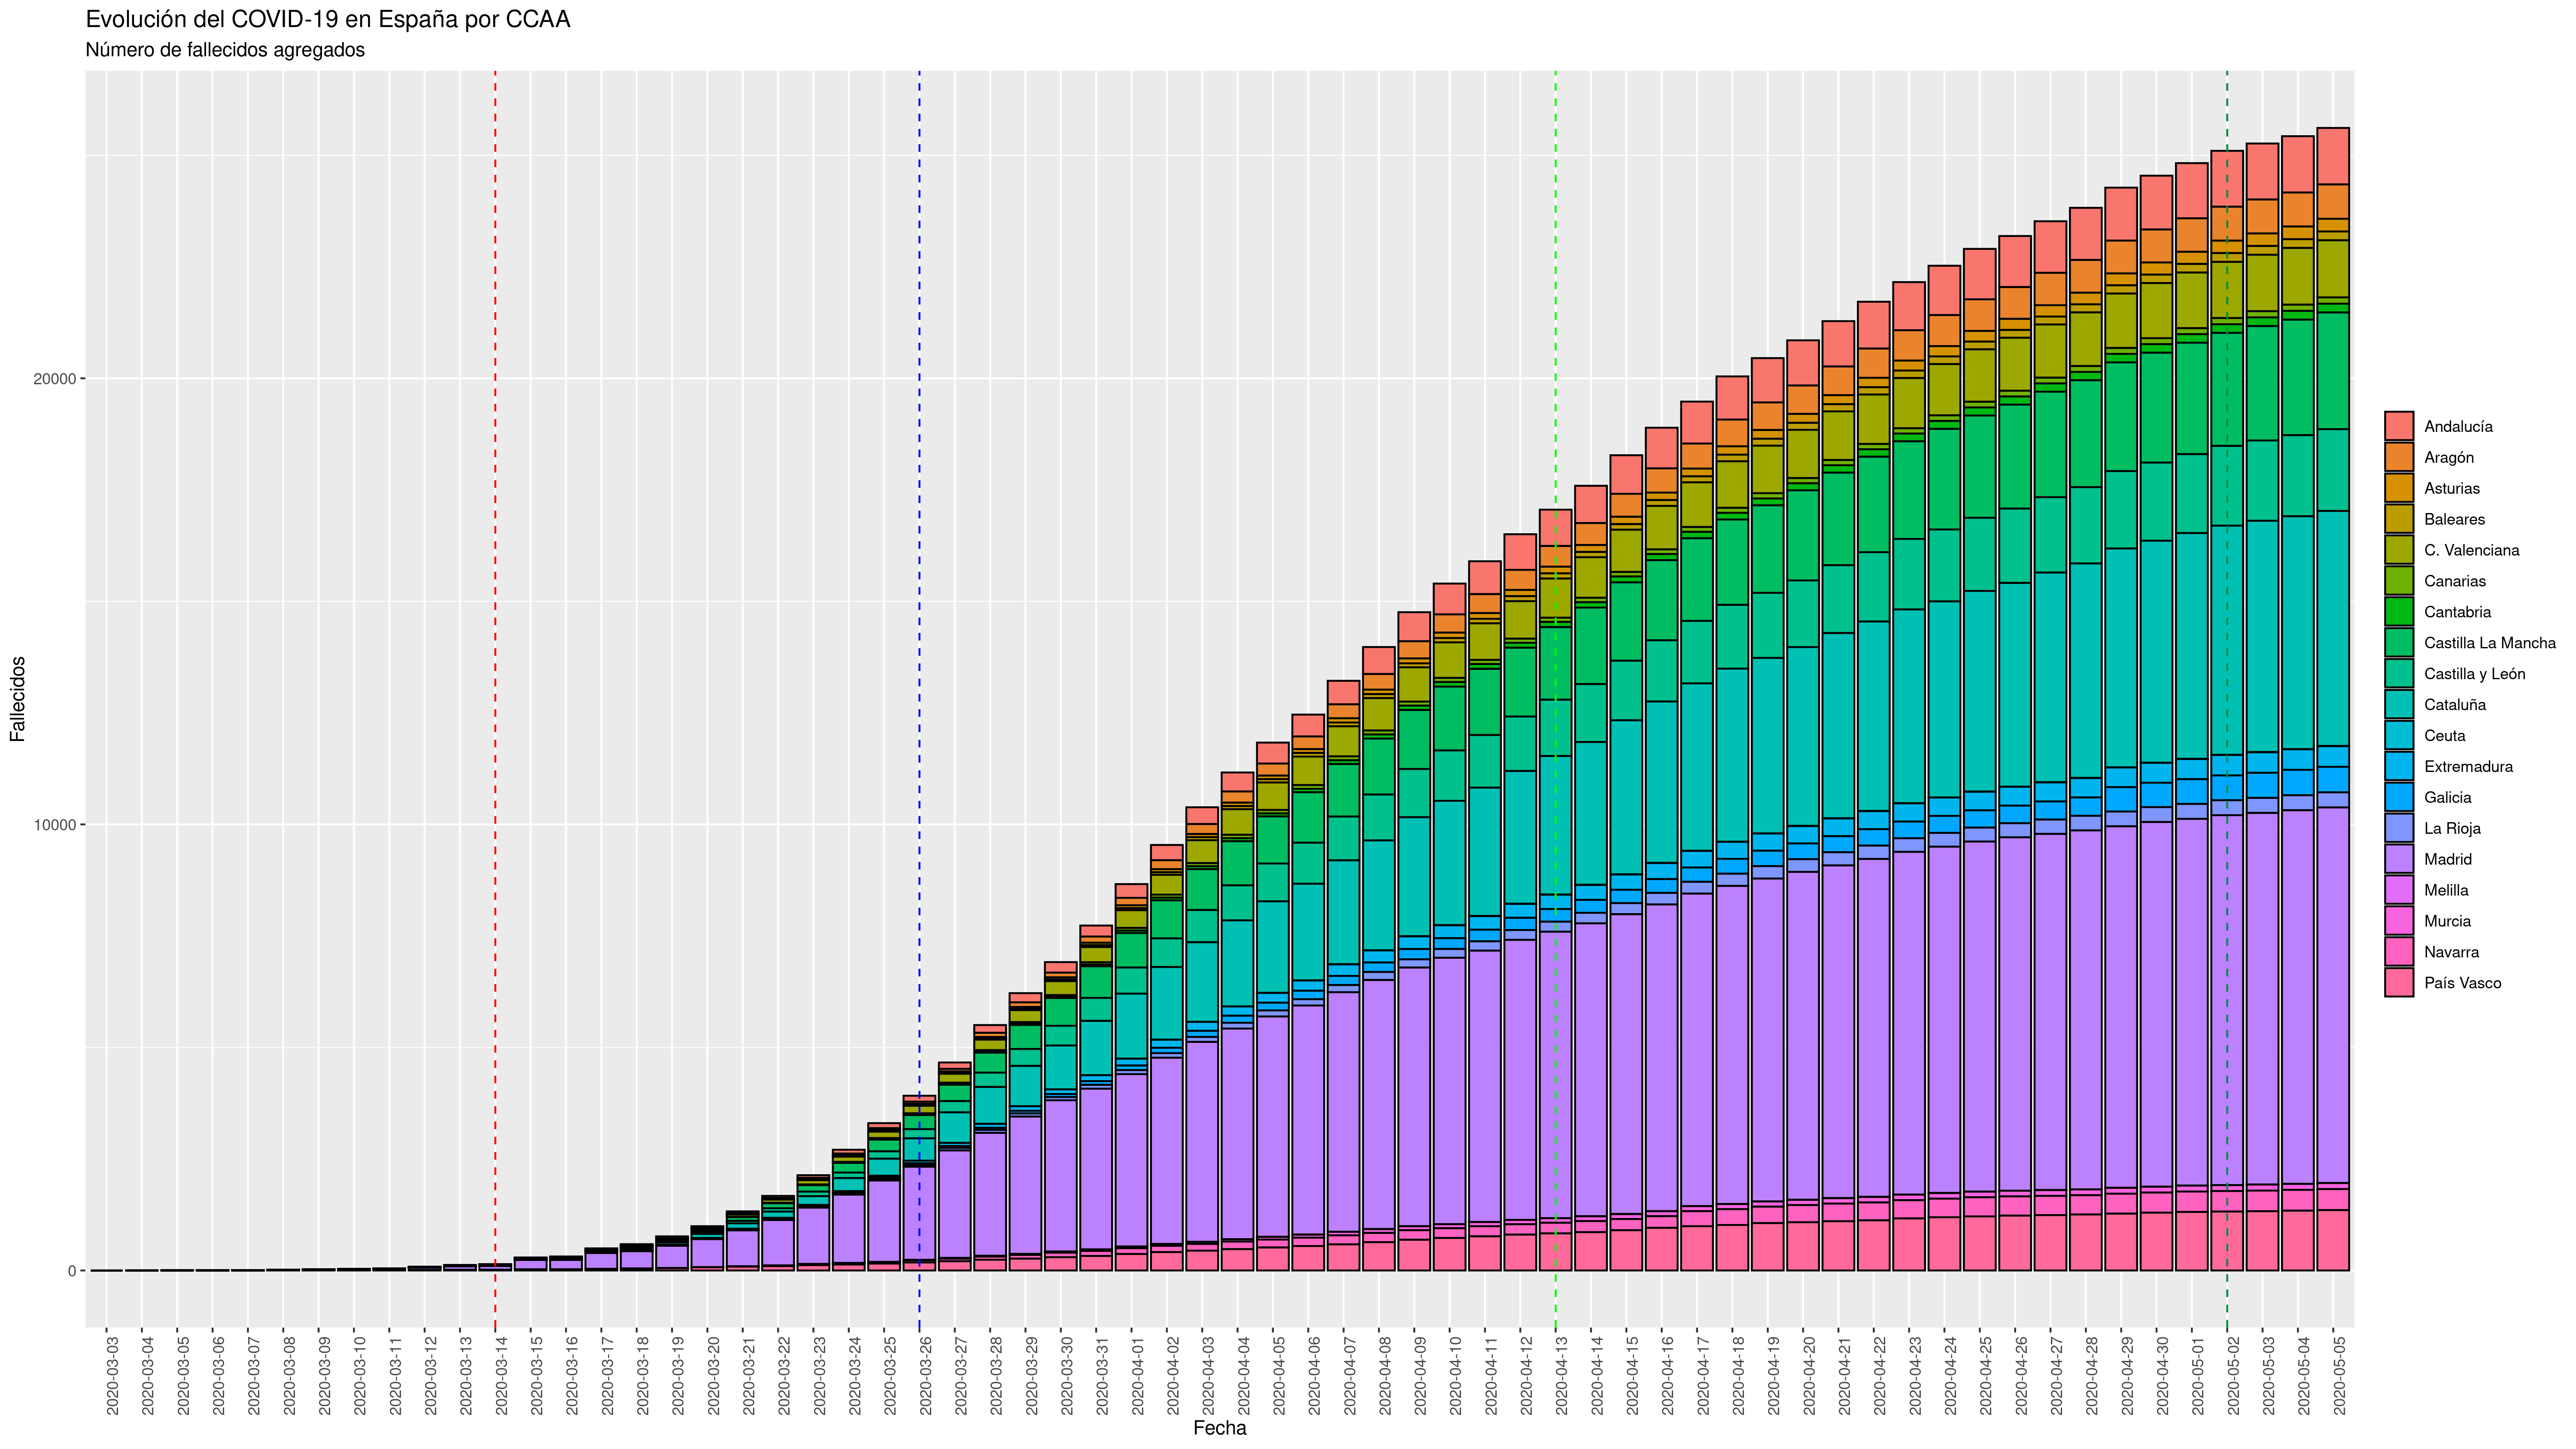 Evolución del COVID-19 en España por CCAA
Número de fallecidos agregados
Fallecidos
20000
10000
0
2020-03-03
2020-03-04
2020-03-05
2020-03-06
2020-03-07
2020-03-08
2020-03-09
2020-03-10
2020-03-11
2020-03-12
2020-03-13
2020-03-14
2020-03-15
2020-03-16
2020-03-17
2020-03-18
2020-03-19
2020-03-20
2020-03-21
2020-03-22
2020-03-23
2020-03-24
2020-03-25
2020-03-26
2020-03-27
2020-03-28
2020-03-29
2020-03-30
2020-03-31
2020-04-01
2020-04-02
2020-04-03
2020-04-04
2020-04-05
2020-04-06
2020-04-07
2020-04-08
2020-04-09
2020-04-10
2020-04-11
2020-04-12
2020-04-13
2020-04-14
2020-04-15
2020-04-16
2020-04-17
2020-04-18
2020-04-19
2020-04-20
2020-04-21
2020-04-22
2020-04-23
2020-04-24
2020-04-25
2020-04-26
2020-04-27
2020-04-28
2020-04-29
2020-04-30
2020-05-01
2020-05-02
2020-05-03
2020-05-04
2020-05-05
Fecha
Andalucía
Aragón
Asturias
Baleares
C. Valenciana
Canarias
Cantabria
Castilla La Mancha
Castilla y León
Cataluña
Ceuta
Extremadura
Galicia
La Rioja
Madrid
Melilla
Murcia
Navarra
País Vasco